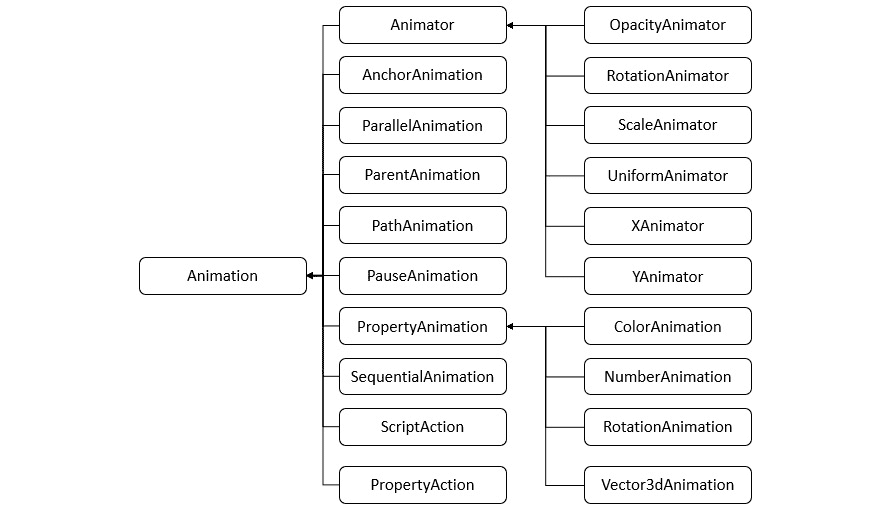 Animator
OpacityAnimator
AnchorAnimation
RotationAnimator
ParallelAnimation
ScaleAnimator
ParentAnimation
UniformAnimator
PathAnimation
XAnimator
Animation
PauseAnimation
YAnimator
PropertyAnimation
ColorAnimation
SequentialAnimation
NumberAnimation
ScriptAction
RotationAnimation
PropertyAction
Vector3dAnimation